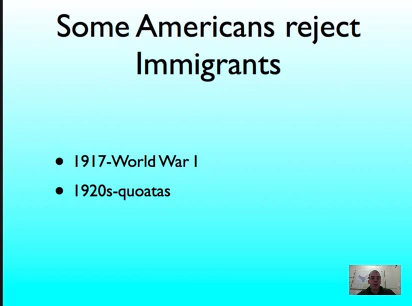 Some Americans reject
Immigrants
• 1917-World War I
• 1920s-quoatas